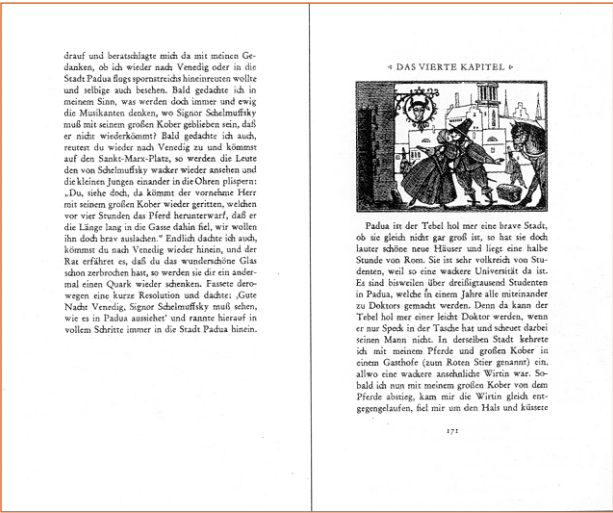 drauf und beratschlagte mich da mit meinen Ge-
danken, ob ich wieder nach Venedig oder in die
Stadt Padua flugs spornstreichs hineinreuten wollte
und selbige auch besehen. Bald gedachte ich in
meinem Sinn, was werden doch immer und ewig
die Musikanten denken, wo Signor Schelmuffsky
muß mit seinem großen Kober geblieben sein, daß
er nicht wiederkömmt? Bald gedachte ich auch,
reutest du wieder nach Venedig zu und kömmst
auf den Sankt-Marx-Platz, so werden die Leute
den von Schelmuffsky wacker wieder ansehen und
die kleinen Jungen einander in die Ohren plispern:
„Du, siehe doch, da kömmt der vornehme Herr
mit seinem großen Kober wieder geritten, welchen
vor vier Stunden das Pferd herunterwarf, daß er
die Länge lang in die Gasse dahin fiel, wir wollen
ihn doch brav auslachen.“ Endlich dachte ich auch,
kömmst du nach Venedig wieder hinein, und der
Rat erfähret es, daß du das wunderschöne Glas
schon zerbrochen hast, so werden sie dir ein ander-
mal einen Quark wieder schenken. Fassete dero-
wegen eine kurze Resolution und dachte: ‚Gute
Nacht Venedig, Signor Schelmuffsky muß sehen,
wie es in Padua aussiehet‘ und rannte hierauf in
vollem Schritte immer in die Stadt Padua hinein.
DAS VIERTE KAPITEL
Padua ist der Tebel hol mer eine brave Stadt,
ob sie gleich nicht gar groß ist, so hat sie doch
lauter schöne neue Häuser und liegt eine halbe
Stunde von Rom. Sie ist sehr volkreich von Stu-
denten, weil so eine wackere Universität da ist.
Es sind bisweilen über dreißigtausend Studenten
in Padua, welche in einem Jahre alle miteinander
zu Doktors gemacht werden. Denn da kann der
Tebel hol mer einer leicht Doktor werden, wenn
er nur Speck in der Tasche hat und scheuet darbei
seinen Mann nicht. In derselben Stadt kehrete
ich mit meinem Pferde und großen Kober in
einem Gasthofe (zum Roten Stier genannt) ein,
allwo eine wackere ansehnliche Wirtin war. So-
bald ich nun mit meinem großen Kober von dem
Pferde abstieg, kam mir die Wirtin gleich ent-
gegengelaufen, fiel mir um den Hals und küssete
171